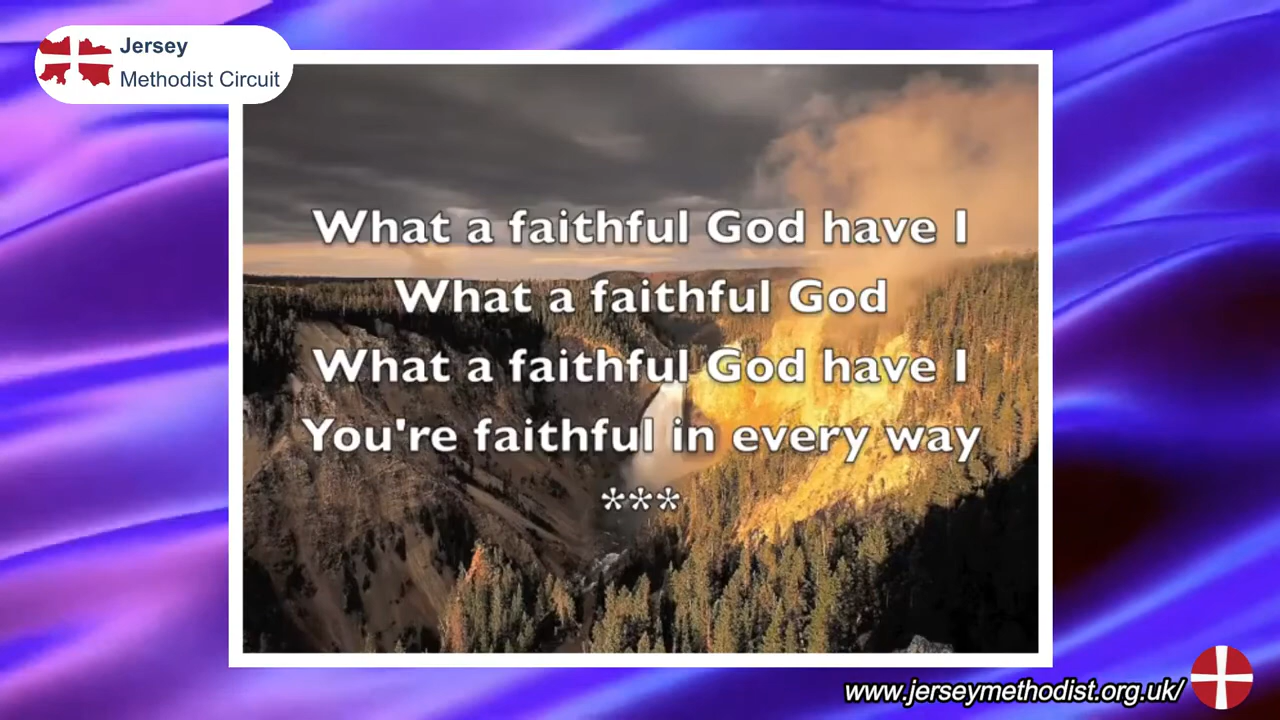 Jersey
Methodist Circuit
What a faithful God have I
What a faithful God
What a faithful God have I
You're faithful in every way
***
www.jerseymethodist.org.uk/